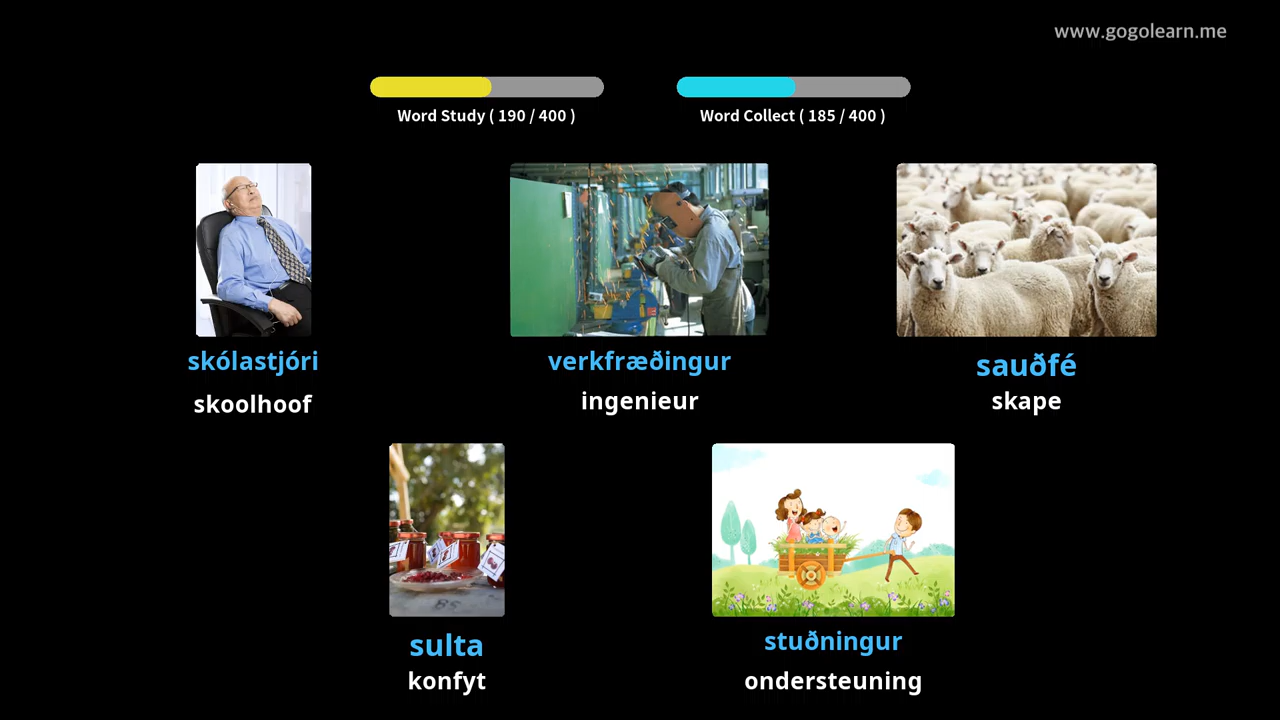 www.gogolearn.me
Word Study ( 190 / 400 )
Word Collect ( 185 / 400 )
skólastjóri
skoolhoof
verkfræðingur
ingenieur
sauðfé
skape
sulta
konfyt
stuðningur
ondersteuning